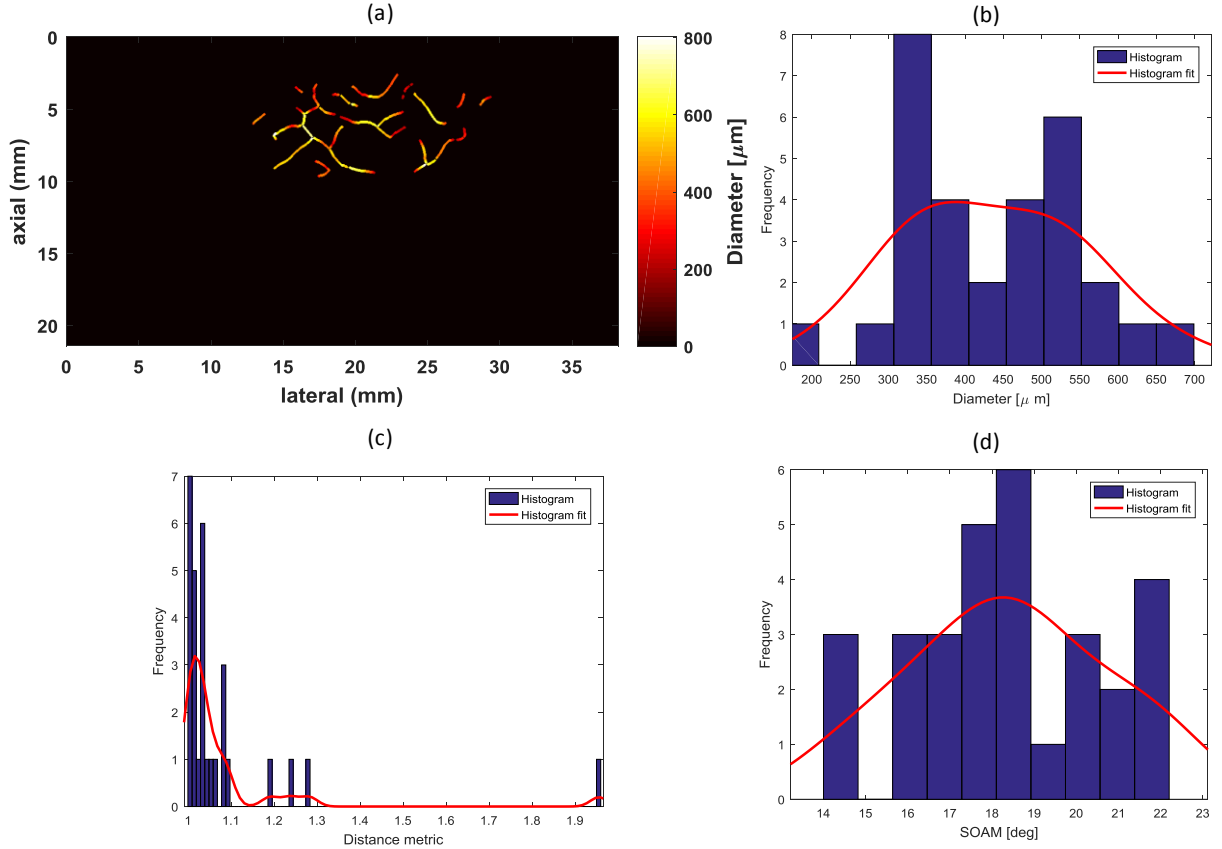 (a)
0
5
10
15
20
axial (mm)
0 5 10 15 20 25 30 35
lateral (mm)
800
600
400
200
0
Diameter [μm]
(b)
8
7
6
5
4
3
2
1
0
Frequency
Histogram
Histogram fit
200 250 300 350 400 450 500 550 600 650 700
Diameter [μ m]
(c)
7
6
5
4
3
2
1
0
Frequency
Histogram
Histogram fit
1 1.1 1.2 1.3 1.4 1.5 1.6 1.7 1.8 1.9
Distance metric
(d)
6
5
4
3
2
1
0
Frequency
Histogram
Histogram fit
14 15 16 17 18 19 20 21 22 23
SOAM [deg]